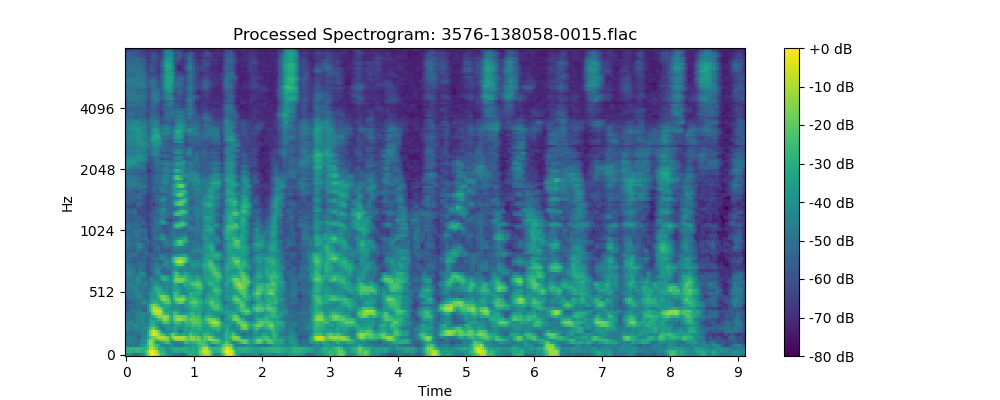 Processed Spectrogram: 3576-138058-0015.flac
Hz
4096
2048
1024
512
0
0 1 2 3 4 5 6 7 8 9
Time
+0 dB
-10 dB
-20 dB
-30 dB
-40 dB
-50 dB
-60 dB
-70 dB
-80 dB